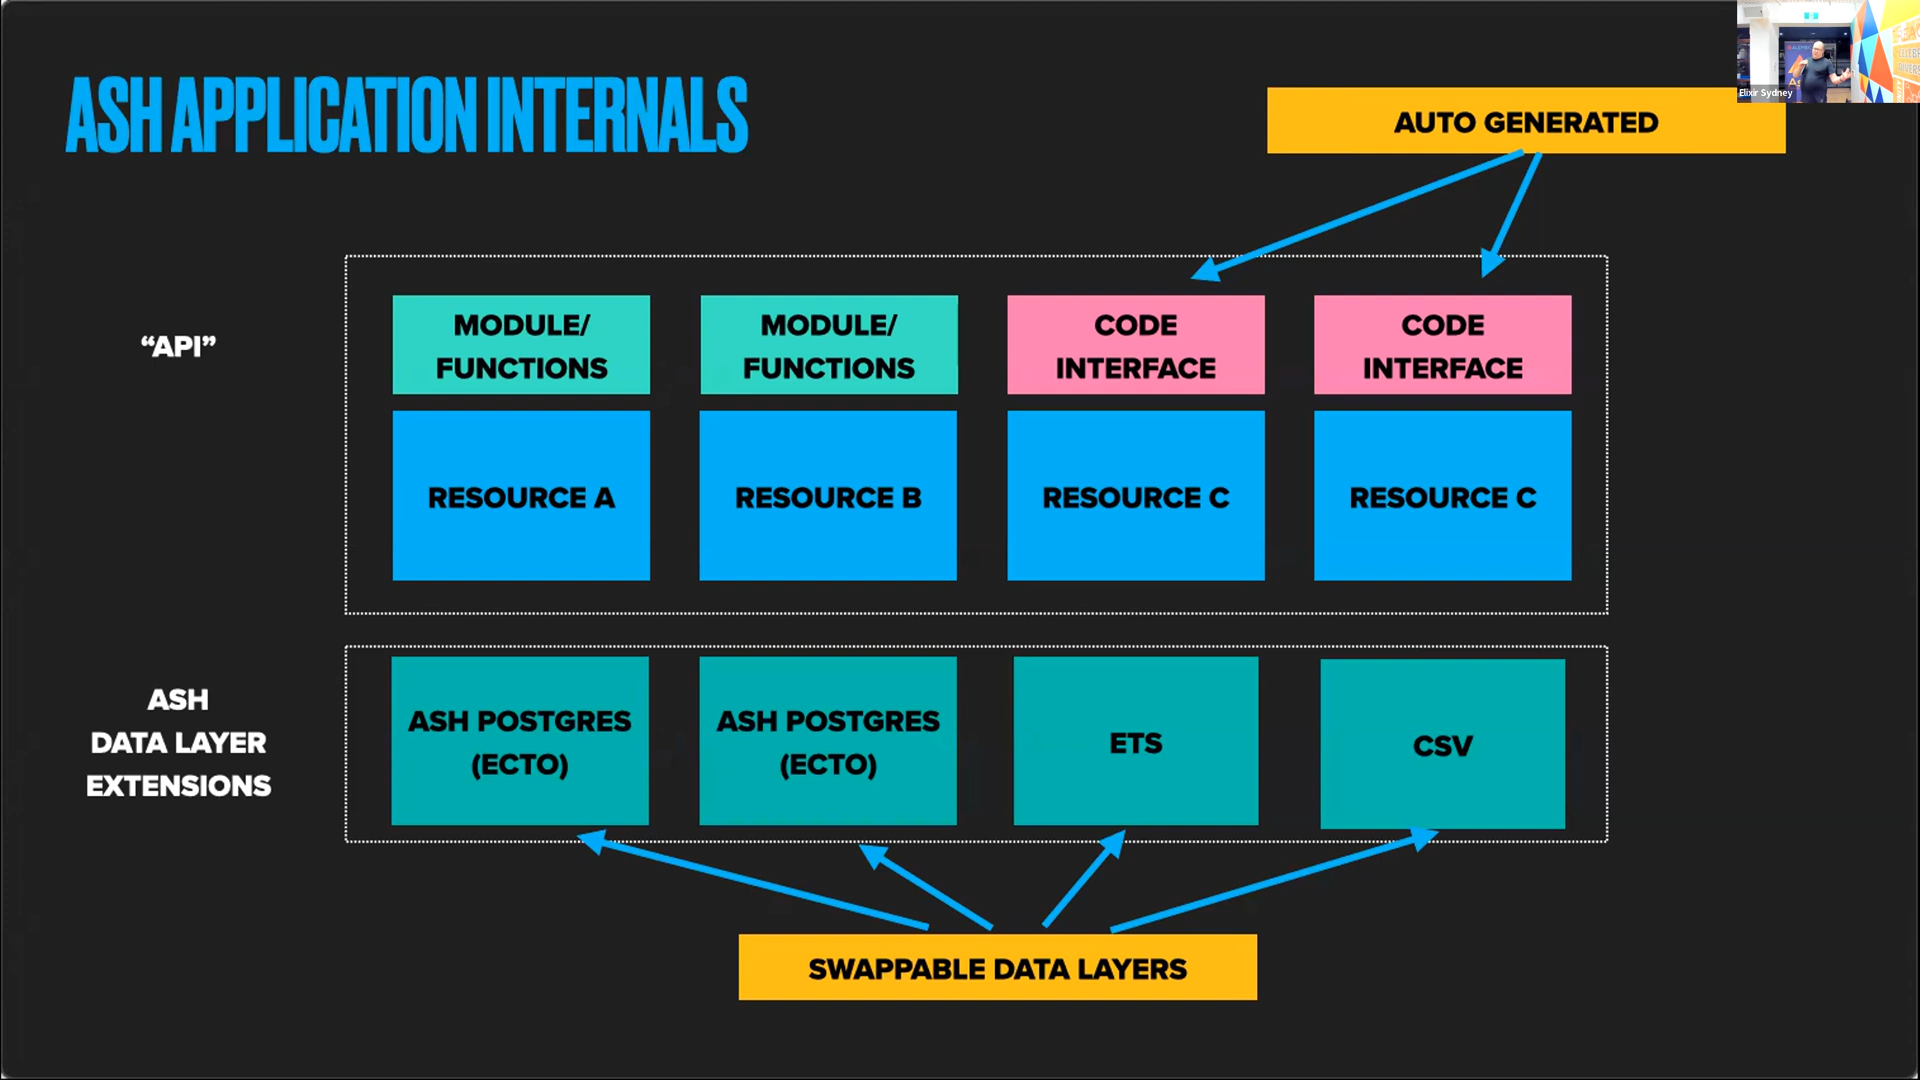 ASH APPLICATION INTERNALS
Elixir Sydney
AUTO GENERATED
“API”
MODULE/
FUNCTIONS
MODULE/
FUNCTIONS
CODE
INTERFACE
CODE
INTERFACE
RESOURCE A
RESOURCE B
RESOURCE C
RESOURCE C
ASH
DATA LAYER
EXTENSIONS
ASH POSTGRES
(ECTO)
ASH POSTGRES
(ECTO)
ETS
CSV
SWAPPABLE DATA LAYERS